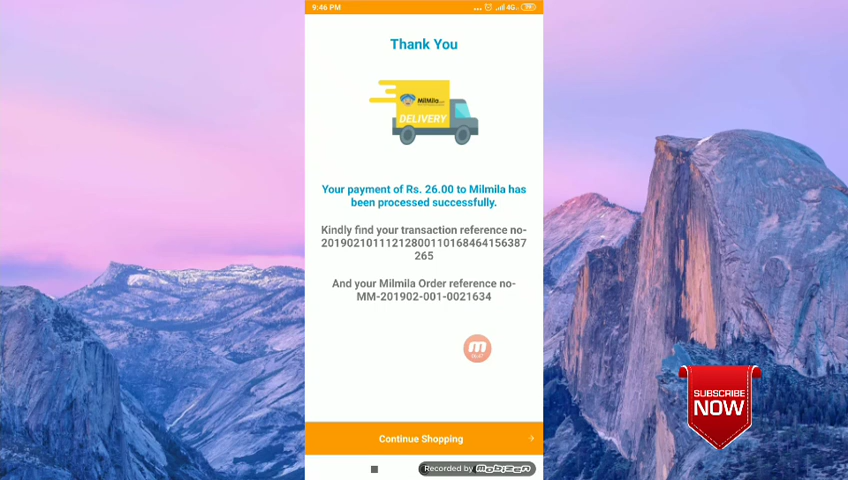 9:46 PM
4G
Thank You
MilMila
DELIVERY
Your payment of Rs. 26.00 to Milmila has
been processed successfully.
Kindly find your transaction reference no-
20190210111212800110168464156387
265
And your Milmila Order reference no-
MM-201902-001-0021634
SUBSCRIBE
NOW
Continue Shopping
Recorded by mobizen